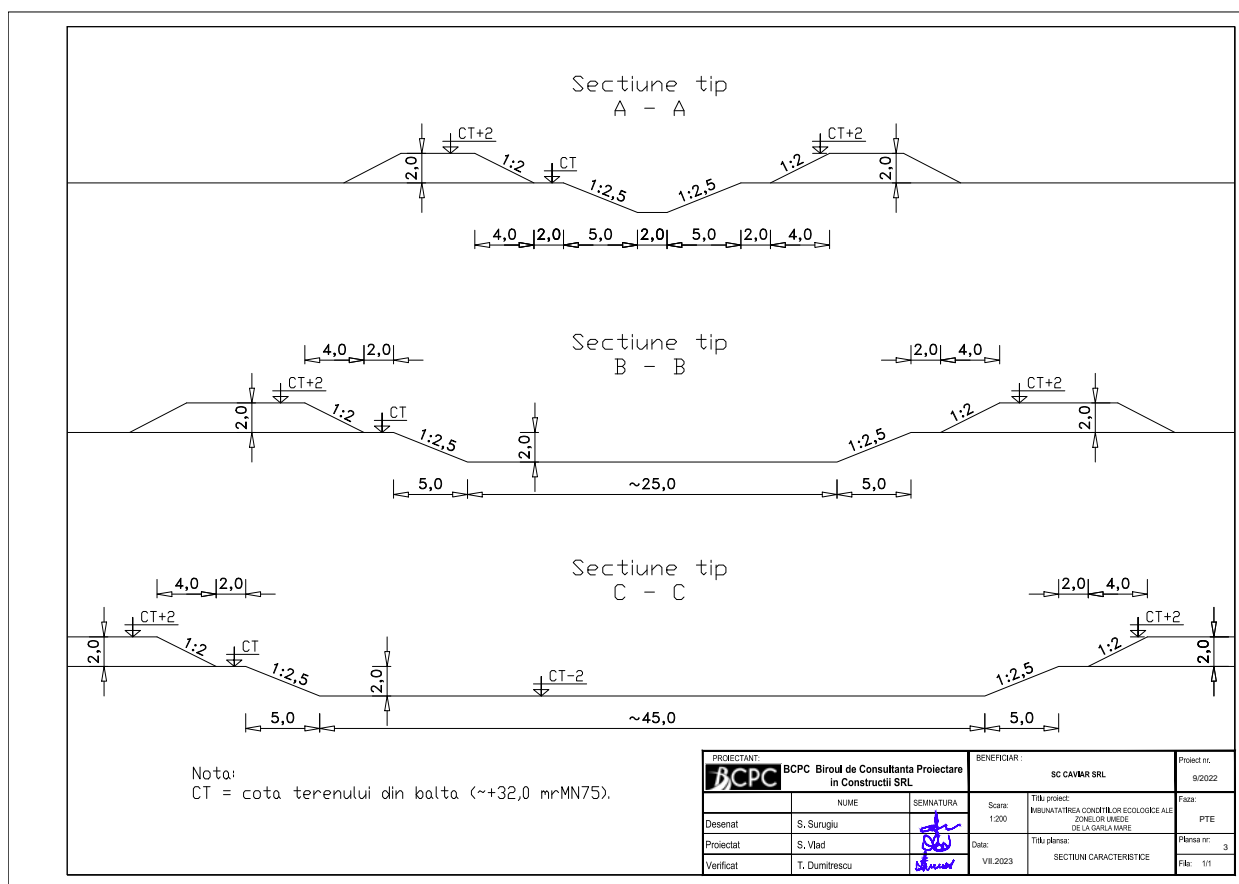 Sectiune tip
A - A
CT+2
2,0
1:2
CT
1:2,5
1:2,5
1:2
CT+2
2,0
4,0 2,0 5,0 2,0 5,0 2,0 4,0
Sectiune tip
B - B
4,0 2,0
2,0 4,0
CT+2
2,0
1:2
CT
1:2,5
2,0
1:2,5
1:2
CT+2
2,0
5,0 ~25,0 5,0
Sectiune tip
C - C
4,0 2,0
2,0 4,0
CT+2
2,0
1:2
CT
1:2,5
2,0
CT-2
1:2,5
1:2
CT+2
2,0
5,0 ~45,0 5,0
Nota:
CT = cota terenului din balta (~+32,0 mrMN75).
PROIECTANT:
BCPC
BCPC Biroul de Consultanta Proiectare
in Constructii SRL
BENEFICIAR :
SC CAVIAR SRL
Proiect nr.
9/2022
NUME SEMNATURA
Desenat S. Surugiu
Proiectat S. Vlad
Verificat T. Dumitrescu
Scara:
1:200
Titlu proiect:
IMBUNATATIREA CONDITIILOR ECOLOGICE ALE
ZONELOR UMEDE
DE LA GARLA MARE
Faza:
PTE
Data:
VII.2023
Titlu plansa:
SECTIUNI CARACTERISTICE
Plansa nr:
3
Fila: 1/1